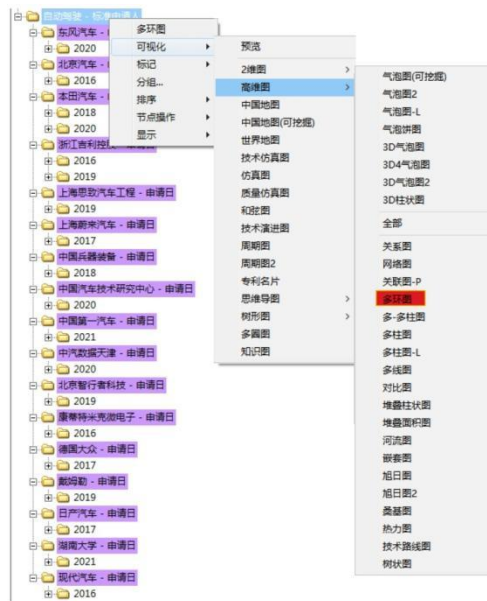 自动驾驶 - 标准申请人
东风汽车 -
2020
北京汽车 -
2016
本田汽车 -
2018
2020
浙江吉利控股 - 申请日
2016
2019
上海思致汽车工程 - 申请日
2019
上海蔚来汽车 - 申请日
2017
中国兵器装备 - 申请日
2018
中国汽车技术研究中心 - 申请日
2020
中国第一汽车 - 申请日
2021
中汽数据天津 - 申请日
2020
北京智行者科技 - 申请日
2019
康蒂特米克微电子 - 申请日
2016
德国大众 - 申请日
2017
戴姆勒 - 申请日
2019
日产汽车 - 申请日
2017
湖南大学 - 申请日
2021
现代汽车 - 申请日
2016
多环图
可视化
标记
分组...
排序
节点操作
显示
预览
2维图
高维图
中国地图
中国地图(可挖掘)
世界地图
技术仿真图
仿真图
质量仿真图
和弦图
技术演进图
周期图
周期图2
专利名片
思维导图
树形图
多圆图
知识图
气泡图(可挖掘)
气泡图2
气泡图-L
气泡饼图
3D气泡图
3D4气泡图
3D气泡图2
3D柱状图
全部
关系图
网络图
关联图-P
多环图
多-多柱图
多柱图
多柱图-L
多线图
对比图
堆叠柱状图
堆叠面积图
河流图
嵌套图
旭日图
旭日图2
桑基图
热力图
技术路线图
树状图